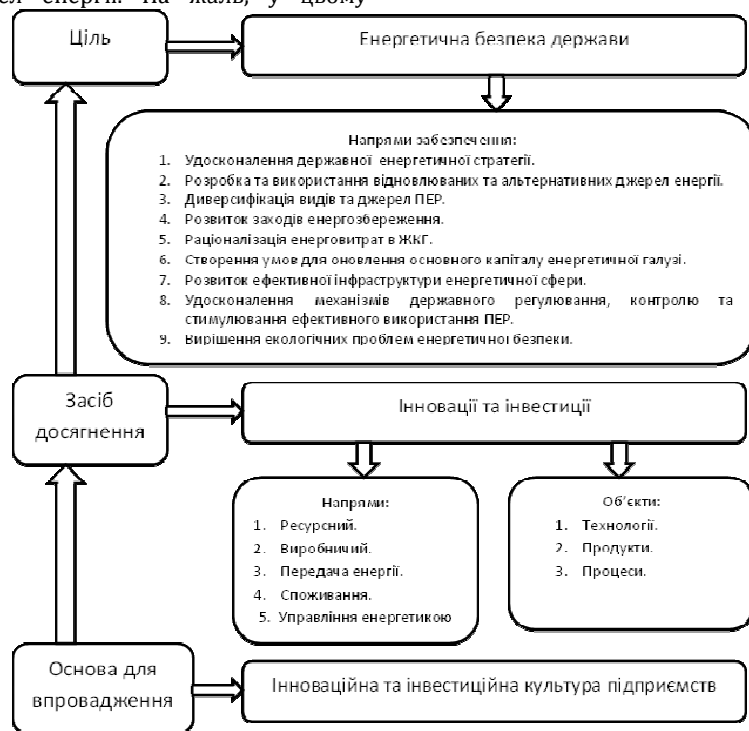 енергії. На жаль, у цьому
Ціль
Енергетична безпека держави
Напрями забезпечення:
1. Удосконалення державної енергетичної стратегії.
2. Розробка та використання відновлюваних та альтернативних джерел енергії.
3. Диверсифікація видів та джерел ПЕР.
4. Розвиток заходів енергозбереження.
5. Раціоналізація енерговитрат в ЖКГ.
6. Створення умов для оновлення основного капіталу енергетичної галузі.
7. Розвиток ефективної інфраструктури енергетичної сфери.
8. Удосконалення механізмів державного регулювання, контролю та
стимулювання ефективного використання ПЕР.
9. Вирішення екологічних проблем енергетичної безпеки.
Засіб
досягнення
Інновації та інвестиції
Напрями:
1. Ресурсний.
2. Виробничий.
3. Передача енергії.
4. Споживання.
5. Управління енергетикою
Об’єкти:
1. Технології.
2. Продукти.
3. Процеси.
Основа для
впровадження
Інноваційна та інвестиційна культура підприємств